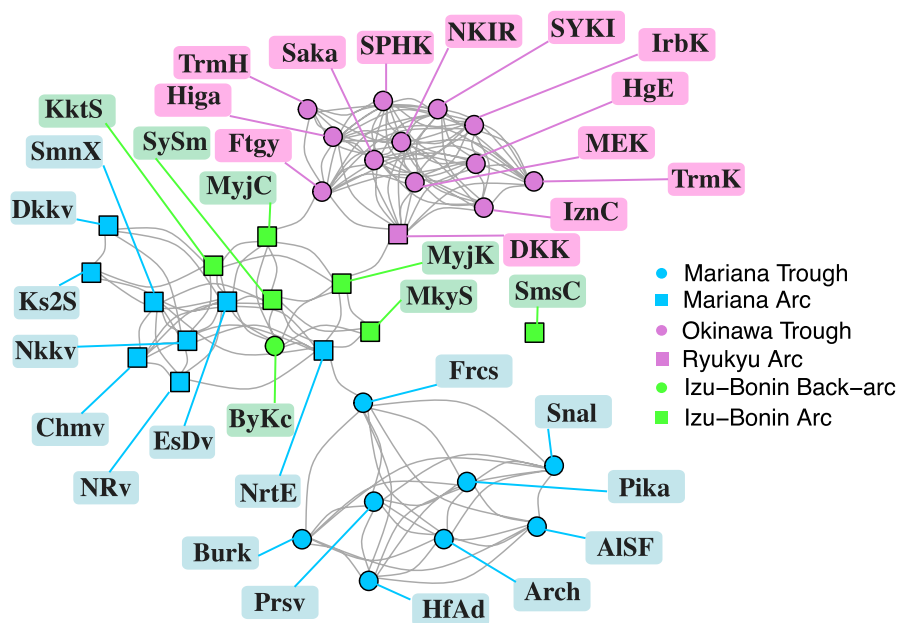 SYKI
NKIR
IrbK
SPHK
Saka
TrmH
HgE
Higa
KktS
MEK
SySm
Ftgy
SmnX
TrmK
MyjC
Dkkv
IznC
DKK
MyjK
Ks2S
MkyS
SmsC
Mariana Trough
Mariana Arc
Okinawa Trough
Nkkv
Ryukyu Arc
Frcs
Izu−Bonin Back−arc
Snal
Izu−Bonin Arc
ByKc
Chmv
EsDv
NRv
NrtE
Pika
AlSF
Burk
Arch
Prsv
HfAd